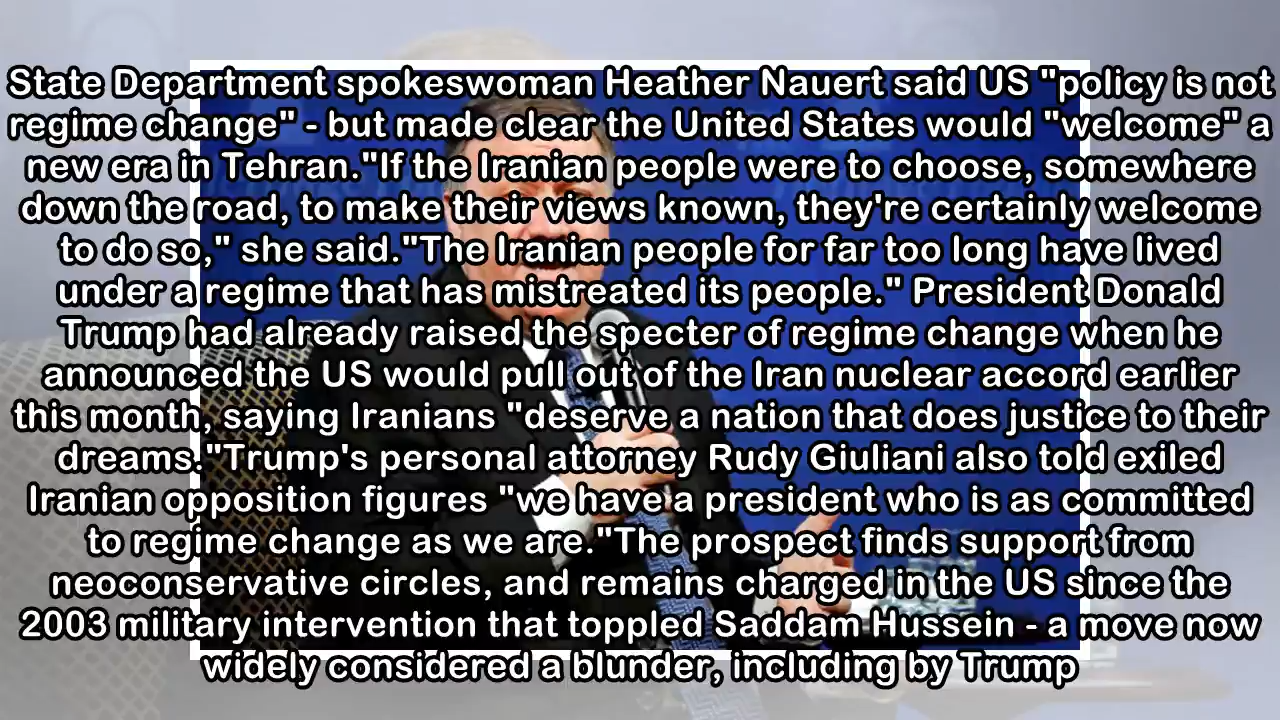 State Department spokeswoman Heather Nauert said US "policy is not
regime change" - but made clear the United States would "welcome" a
new era in Tehran."If the Iranian people were to choose, somewhere
down the road, to make their views known, they're certainly welcome
to do so," she said."The Iranian people for far too long have lived
under a regime that has mistreated its people." President Donald
Trump had already raised the specter of regime change when he
announced the US would pull out of the Iran nuclear accord earlier
this month, saying Iranians "deserve a nation that does justice to their
dreams."Trump's personal attorney Rudy Giuliani also told exiled
Iranian opposition figures "we have a president who is as committed
to regime change as we are."The prospect finds support from
neoconservative circles, and remains charged in the US since the
2003 military intervention that toppled Saddam Hussein - a move now
widely considered a blunder, including by Trump